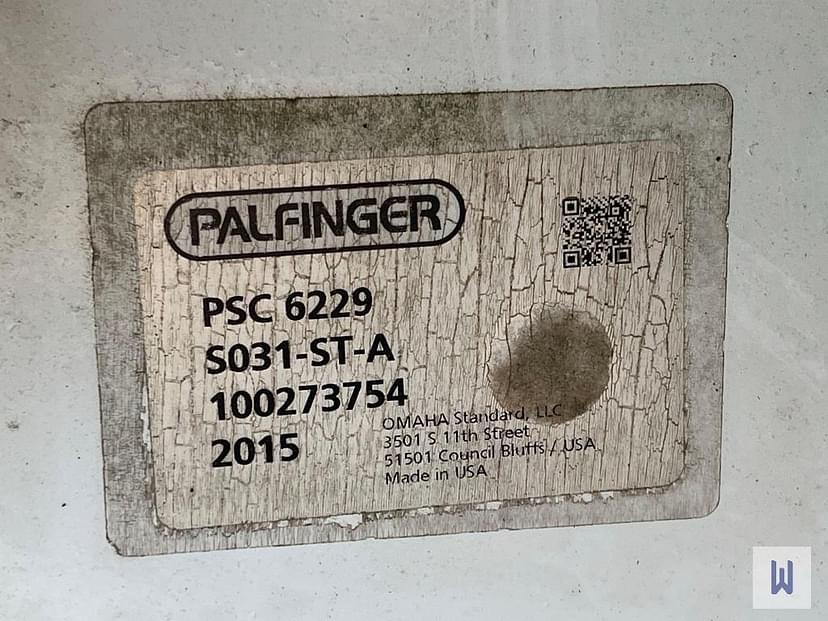 PALFINGER
PSC 6229
S031-ST-A
100273754
2015
OMAHA Standard, LLC
3501 S 11th Street
51501 Council Bluffs / USA
Made in USA
W